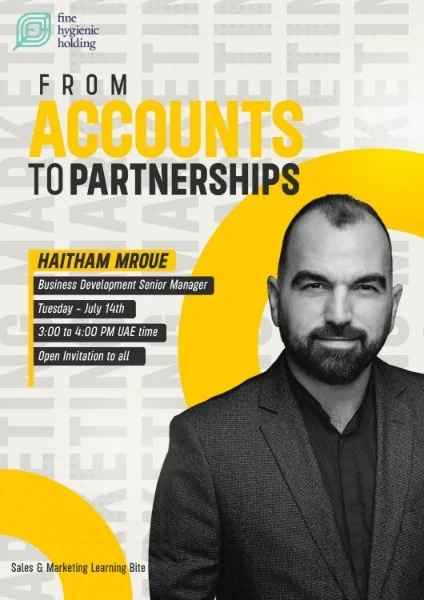 fine
hygienic
holding
FROM
ACCOUNTS
TO PARTNERSHIPS
HAITHAM MROUE
Business Development Senior Manager
Tuesday - July 14th
3:00 to 4:00 PM UAE time
Open Invitation to all
Sales & Marketing Learning Bite
MARKETING